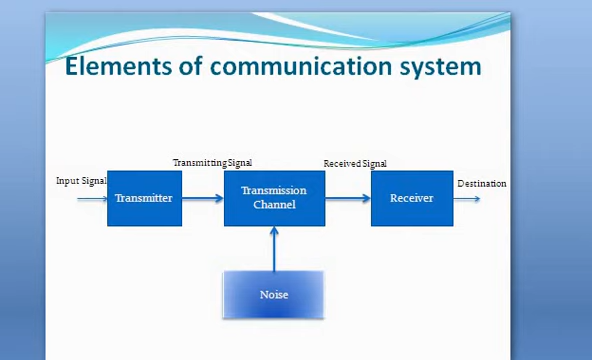 Elements of communication system
Transmitting Signal
Received Signal
Input Signal
Destination
Transmitter
Transmission
Channel
Receiver
Noise